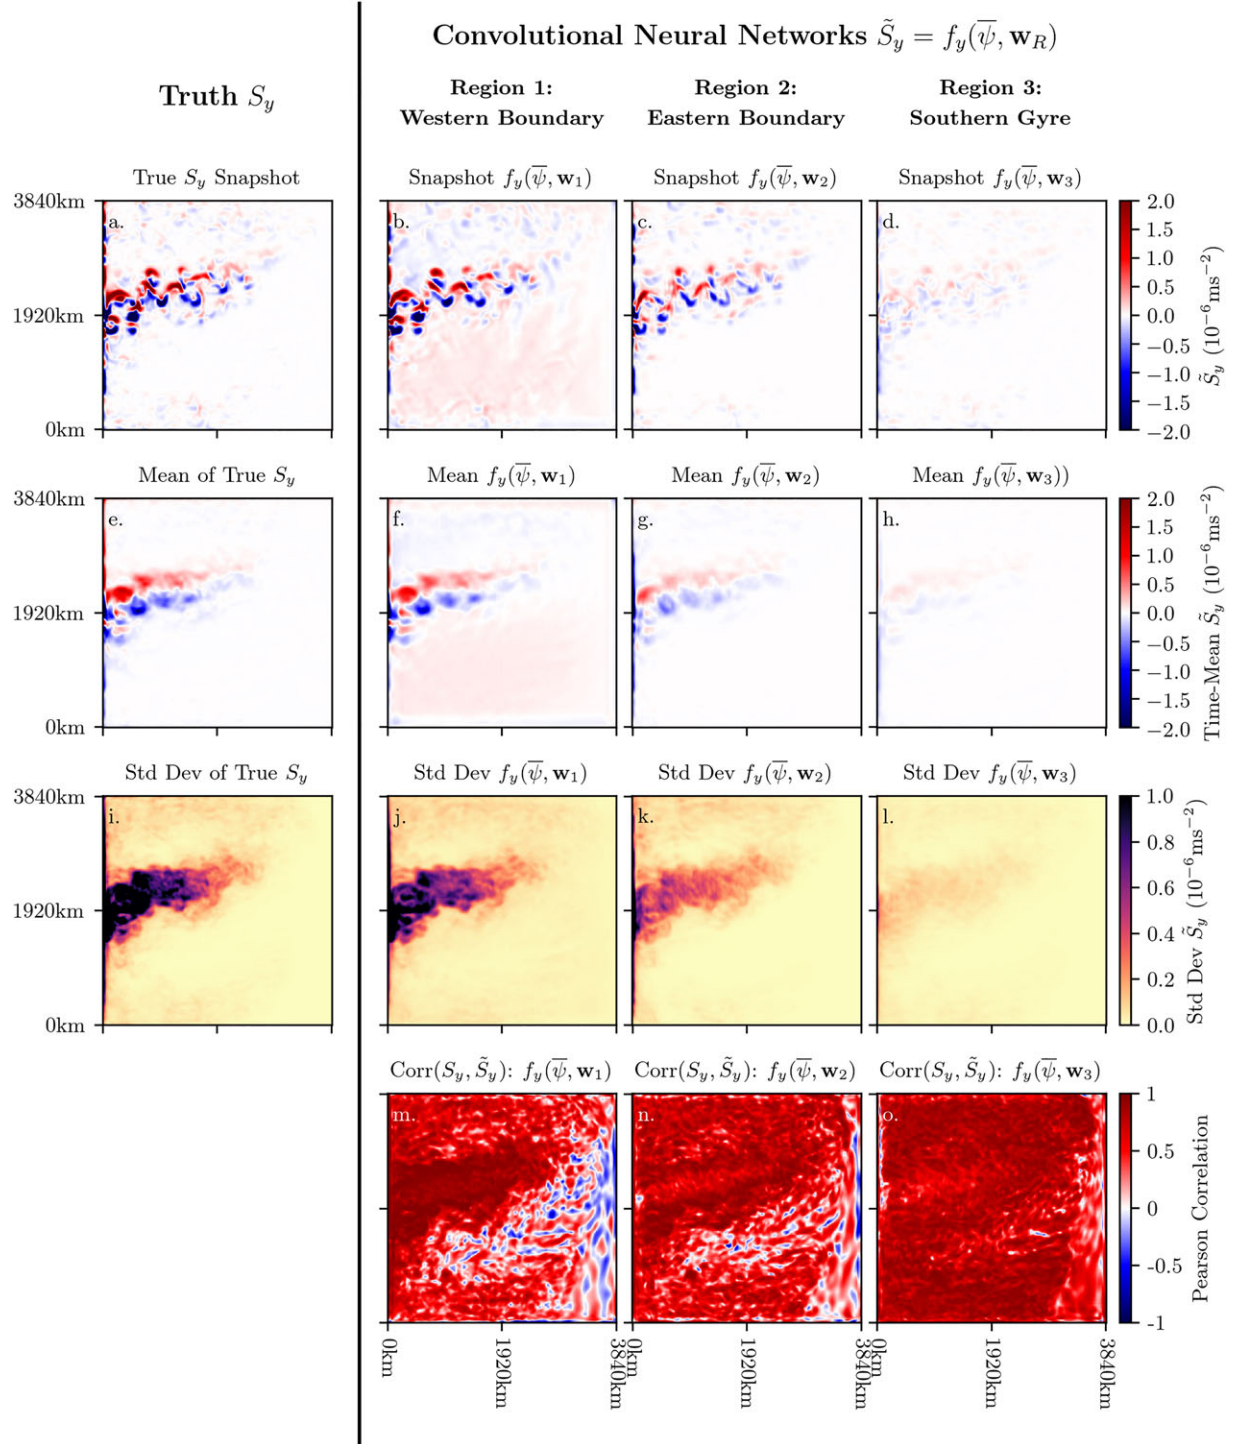 Convolutional Neural Networks $\tilde{S}_y = f_y(\overline{\psi}, \mathbf{w}_R)$
Truth $S_y$
Region 1:
Western Boundary
Region 2:
Eastern Boundary
Region 3:
Southern Gyre
True $S_y$ Snapshot
Snapshot $f_y(\overline{\psi}, \mathbf{w}_1)$
Snapshot $f_y(\overline{\psi}, \mathbf{w}_2)$
Snapshot $f_y(\overline{\psi}, \mathbf{w}_3)$
3840km
1920km
0km
a.
b.
c.
d.
2.0
1.5
1.0
0.5
0.0
−0.5
−1.0
−1.5
−2.0
$\tilde{S}_y$ ($10^{-6}$ms$^{-2}$)
Mean of True $S_y$
Mean $f_y(\overline{\psi}, \mathbf{w}_1)$
Mean $f_y(\overline{\psi}, \mathbf{w}_2)$
Mean $f_y(\overline{\psi}, \mathbf{w}_3)$)
3840km
1920km
0km
e.
f.
g.
h.
2.0
1.5
1.0
0.5
0.0
−0.5
−1.0
−1.5
−2.0
Time-Mean $\tilde{S}_y$ ($10^{-6}$ms$^{-2}$)
Std Dev of True $S_y$
Std Dev $f_y(\overline{\psi}, \mathbf{w}_1)$
Std Dev $f_y(\overline{\psi}, \mathbf{w}_2)$
Std Dev $f_y(\overline{\psi}, \mathbf{w}_3)$
3840km
1920km
0km
i.
j.
k.
l.
1.0
0.8
0.6
0.4
0.2
0.0
Std Dev $\tilde{S}_y$ ($10^{-6}$ms$^{-2}$)
Corr($S_y, \tilde{S}_y$): $f_y(\overline{\psi}, \mathbf{w}_1)$
Corr($S_y, \tilde{S}_y$): $f_y(\overline{\psi}, \mathbf{w}_2)$
Corr($S_y, \tilde{S}_y$): $f_y(\overline{\psi}, \mathbf{w}_3)$
m.
n.
o.
1
0.5
0
-0.5
-1
Pearson Correlation
0km
1920km
3840km
0km
1920km
3840km
0km
1920km
3840km